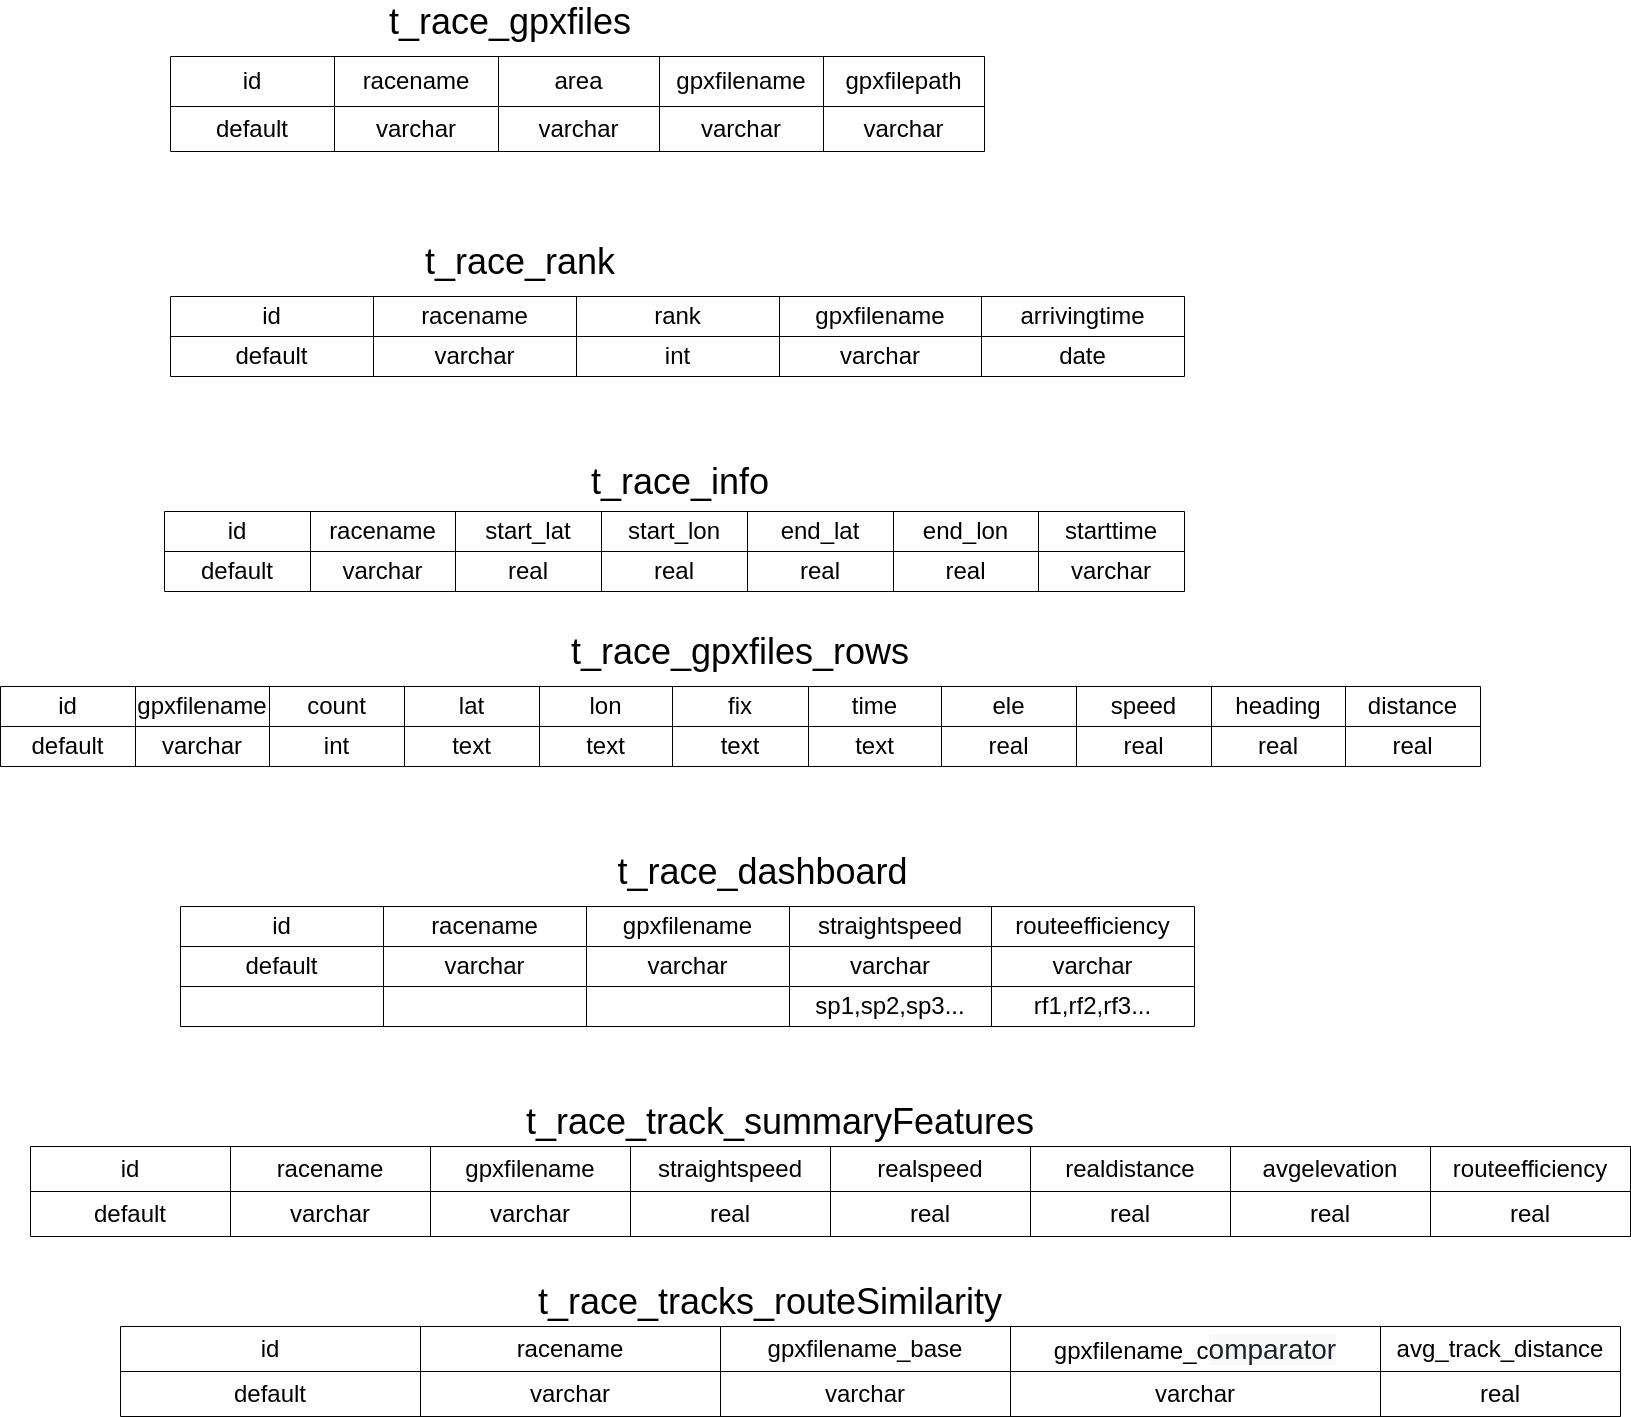 t_race_gpxfiles
id racename area gpxfilename gpxfilepath
default varchar varchar varchar varchar
t_race_rank
id racename rank gpxfilename arrivingtime
default varchar int varchar date
t_race_info
id racename start_lat start_lon end_lat end_lon starttime
default varchar real real real real varchar
t_race_gpxfiles_rows
id gpxfilename count lat lon fix time ele speed heading distance
default varchar int text text text text real real real real
t_race_dashboard
id racename gpxfilename straightspeed routeefficiency
default varchar varchar varchar varchar
sp1,sp2,sp3... rf1,rf2,rf3...
t_race_track_summaryFeatures
id racename gpxfilename straightspeed realspeed realdistance avgelevation routeefficiency
default varchar varchar real real real real real
t_race_tracks_routeSimilarity
id racename gpxfilename_base gpxfilename_comparator avg_track_distance
default varchar varchar varchar real